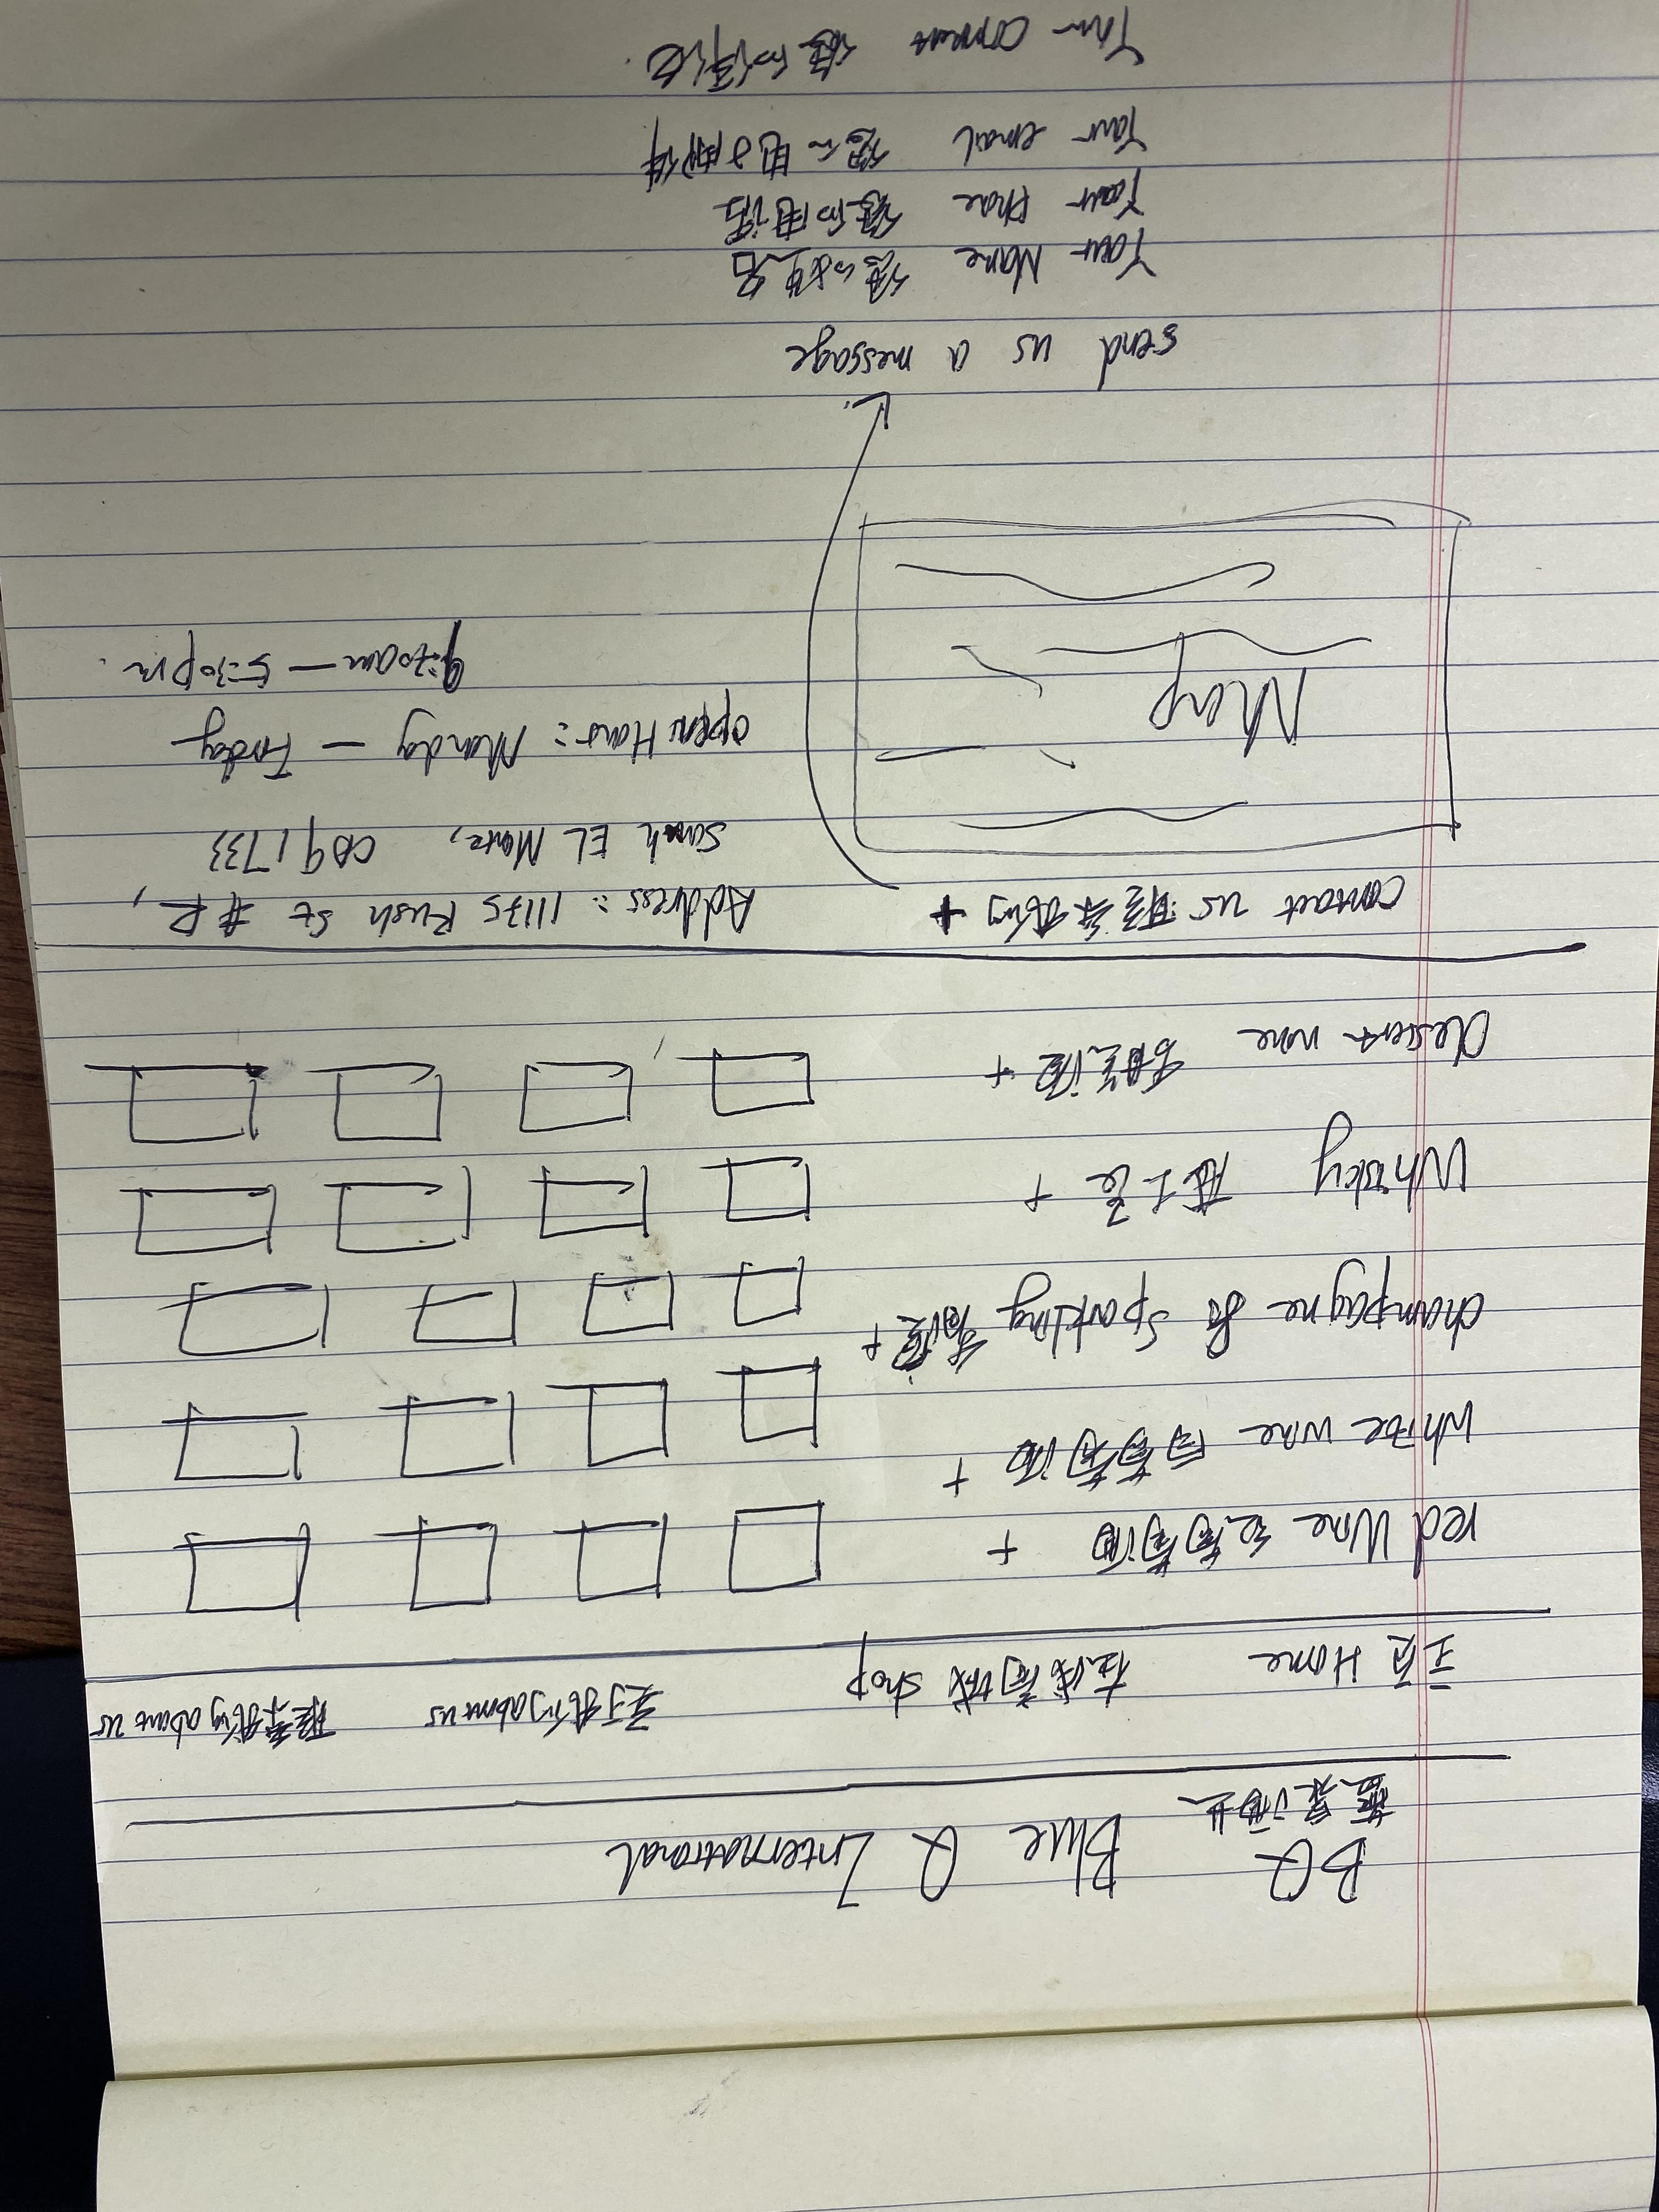 BQ Blue Q International
蓝泉酒业
主页 Home 在线商城 shop 关于我们 about us 联系我们 about us
red Wine 红葡萄酒 +
white wine 白葡萄酒 +
champagne & Sparkling 香槟 +
Whisky 威士忌 +
dessert wine 甜酒 +
contact us 联系我们 +
Address: 11175 Rush St # R,
South EL Monte, CA91733
open Hour: Monday — Friday
9:30am — 5:30pm.
Map
send us a message
Your Name 您的姓名
Your Phone 您的电话
Your email 您的电子邮件
Your comment 您的评论.